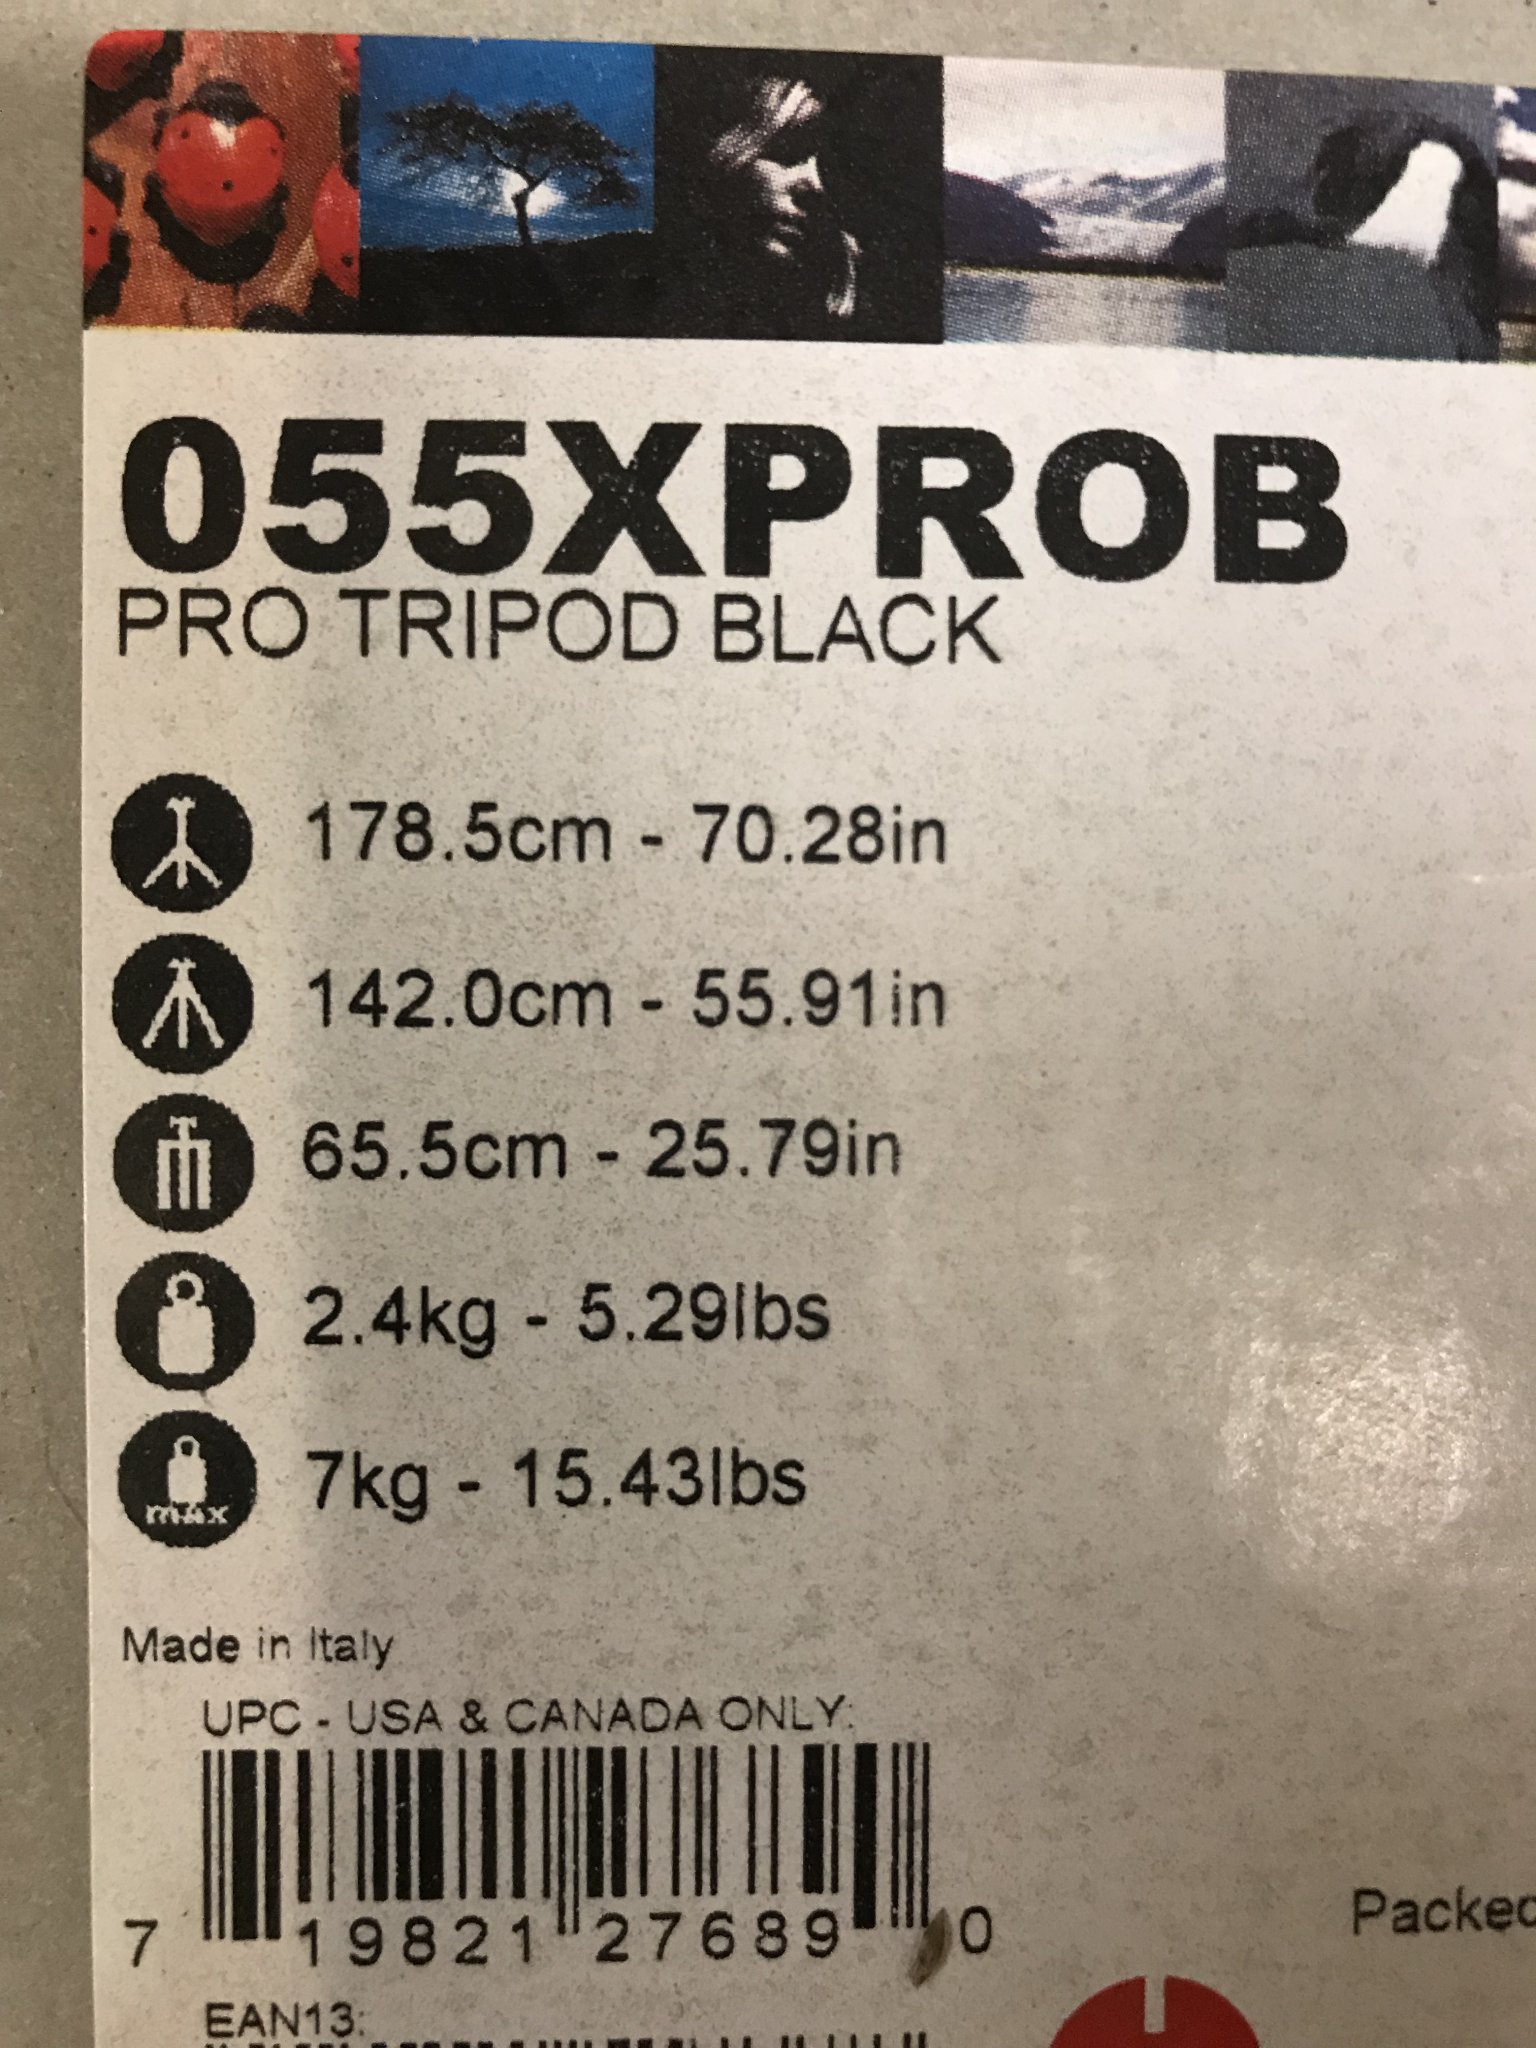 055XPROB
PRO TRIPOD BLACK
178.5cm - 70.28in
142.0cm - 55.91in
65.5cm - 25.79in
2.4kg - 5.29lbs
7kg - 15.43lbs
max
Made in Italy
UPC - USA & CANADA ONLY:
7 19821 27689 0
Packed
EAN13: